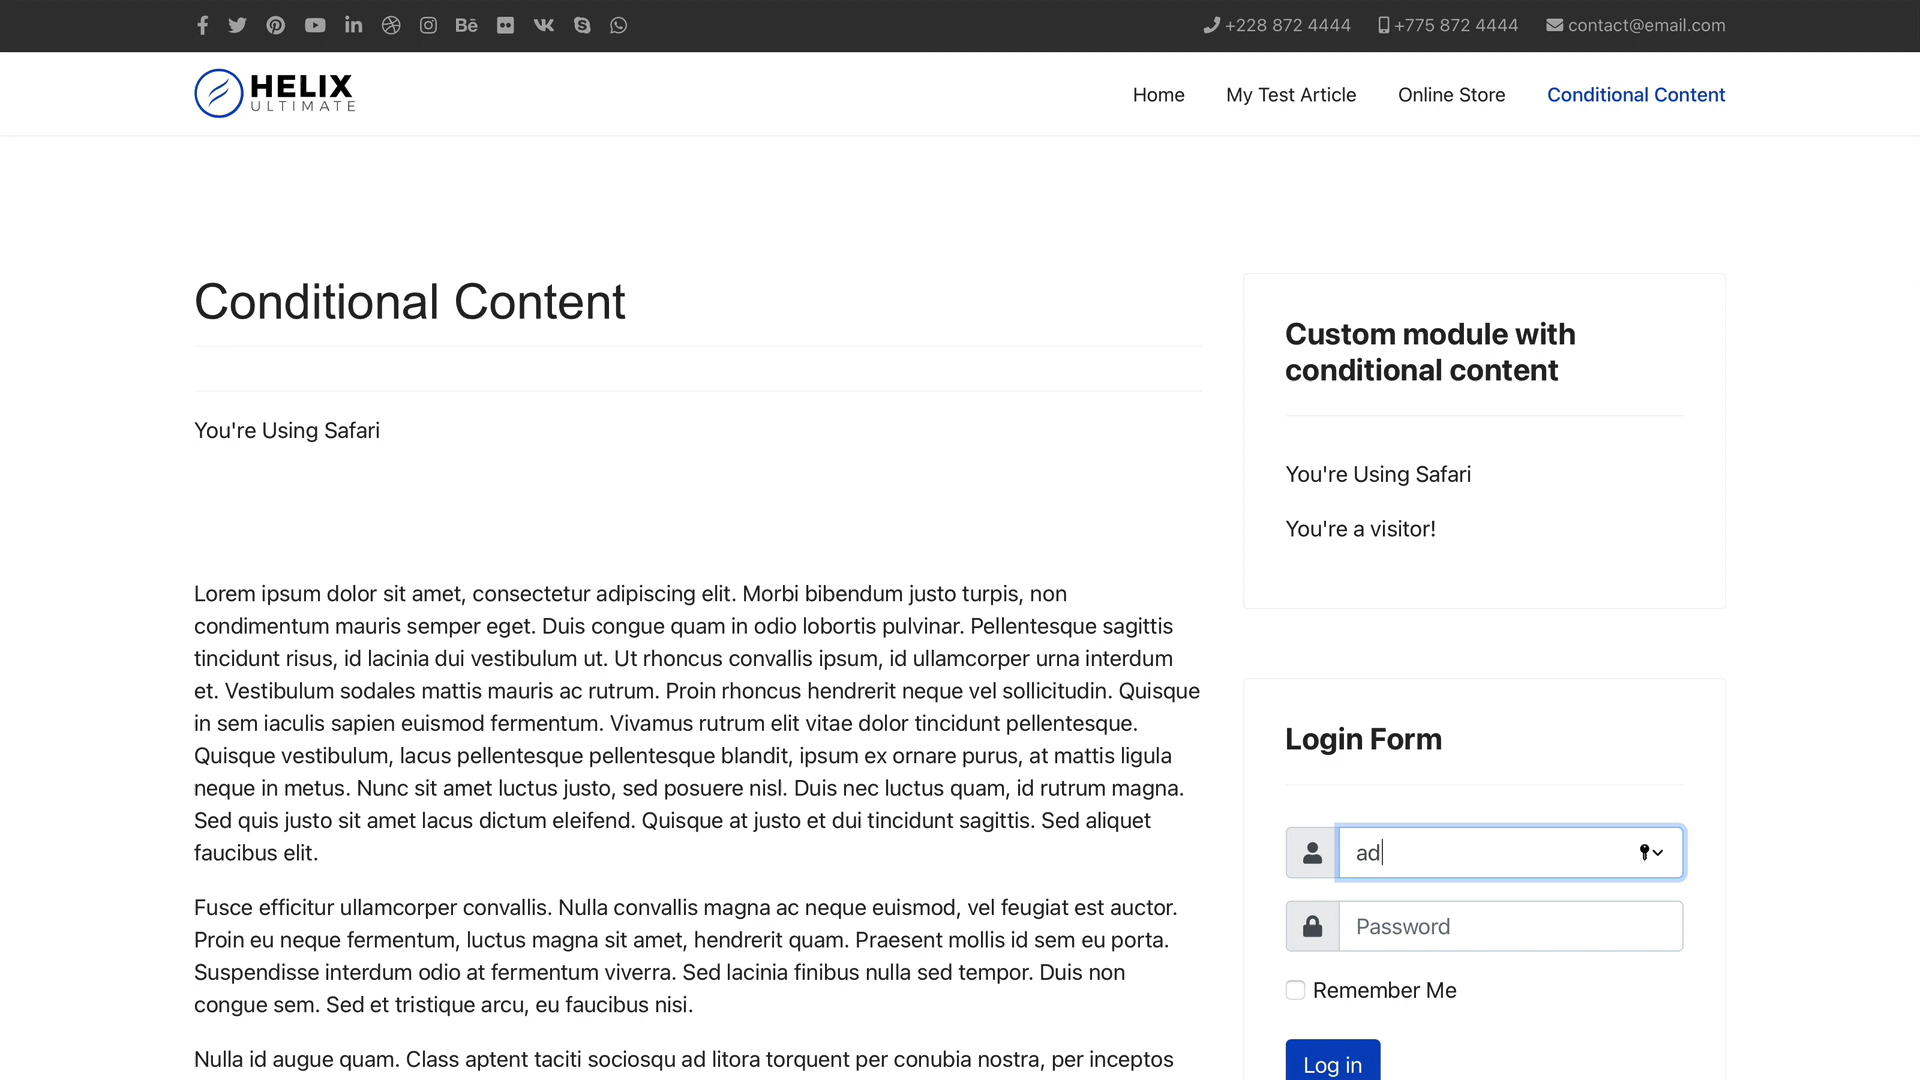 +228 872 4444 +775 872 4444 contact@email.com
HELIX
ULTIMATE
Home My Test Article Online Store Conditional Content
Conditional Content
You're Using Safari
Lorem ipsum dolor sit amet, consectetur adipiscing elit. Morbi bibendum justo turpis, non
condimentum mauris semper eget. Duis congue quam in odio lobortis pulvinar. Pellentesque sagittis
tincidunt risus, id lacinia dui vestibulum ut. Ut rhoncus convallis ipsum, id ullamcorper urna interdum
et. Vestibulum sodales mattis mauris ac rutrum. Proin rhoncus hendrerit neque vel sollicitudin. Quisque
in sem iaculis sapien euismod fermentum. Vivamus rutrum elit vitae dolor tincidunt pellentesque.
Quisque vestibulum, lacus pellentesque pellentesque blandit, ipsum ex ornare purus, at mattis ligula
neque in metus. Nunc sit amet luctus justo, sed posuere nisl. Duis nec luctus quam, id rutrum magna.
Sed quis justo sit amet lacus dictum eleifend. Quisque at justo et dui tincidunt sagittis. Sed aliquet
faucibus elit.
Fusce efficitur ullamcorper convallis. Nulla convallis magna ac neque euismod, vel feugiat est auctor.
Proin eu neque fermentum, luctus magna sit amet, hendrerit quam. Praesent mollis id sem eu porta.
Suspendisse interdum odio at fermentum viverra. Sed lacinia finibus nulla sed tempor. Duis non
congue sem. Sed et tristique arcu, eu faucibus nisi.
Nulla id augue quam. Class aptent taciti sociosqu ad litora torquent per conubia nostra, per inceptos
Custom module with
conditional content
You're Using Safari
You're a visitor!
Login Form
ad
Password
Remember Me
Log in